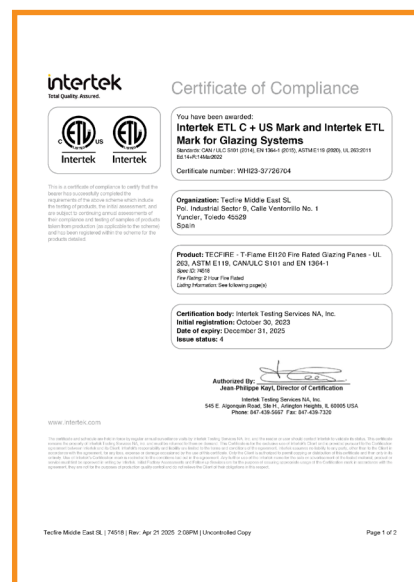 intertek
Total Quality. Assured.
Certificate of Compliance
C ETL US
Intertek
ETL
Intertek
You have been awarded:
Intertek ETL C + US Mark and Intertek ETL
Mark for Glazing Systems
Standards: CAN / ULC S101 (2014), EN 1364-1 (2015), ASTM E119 (2020), UL 263:2011
Ed.14+R:14Mar2022
Certificate number: WHI23-37726704
This is a certificate of compliance to certify that the
bearer has successfully completed the
requirements of the above scheme which include
the testing of products, the initial assessment, and
are subject to continuing annual assessments of
their compliance and testing of samples of products
taken from production (as applicable to the scheme)
and has been registered within the scheme for the
products detailed.
Organization: Tecfire Middle East SL
Pol. Industrial Sector 9, Calle Ventorrillo No. 1
Yuncler, Toledo 45529
Spain
Product: TECFIRE - T-Flame EI120 Fire Rated Glazing Panes - UL
263, ASTM E119, CAN/ULC S101 and EN 1364-1
Spec ID: 74518
Fire Rating: 2 Hour Fire Rated
Listing Information: See following page(s)
Certification body: Intertek Testing Services NA, Inc.
Initial registration: October 30, 2023
Date of expiry: December 31, 2025
Issue status: 4
Authorized By:
Jean-Philippe Kayl, Director of Certification
Intertek Testing Services NA, Inc.
545 E. Algonquin Road, Ste H., Arlington Heights, IL 60005 USA
Phone: 847-439-5667 Fax: 847-439-7320
www.intertek.com
Tecfire Middle East SL | 74518 | Rev: Apr 21 2025 2:08PM | Uncontrolled Copy
Page 1 of 2